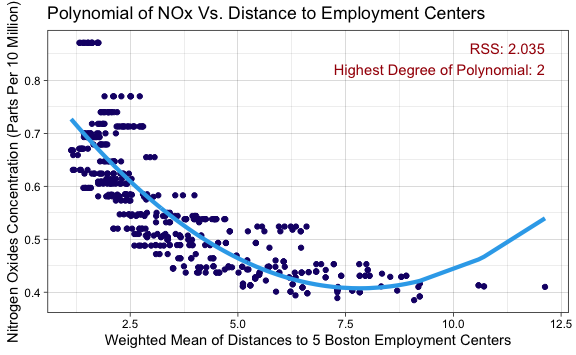 Polynomial of NOx Vs. Distance to Employment Centers
RSS: 2.035
Highest Degree of Polynomial: 2
Nitrogen Oxides Concentration (Parts Per 10 Million)
0.8
0.7
0.6
0.5
0.4
2.5
5.0
7.5
10.0
12.5
Weighted Mean of Distances to 5 Boston Employment Centers